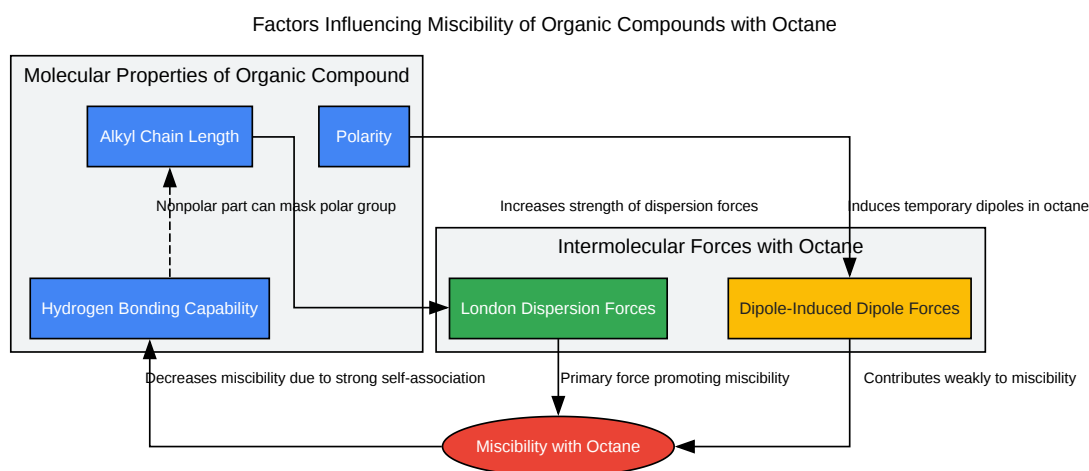 Factors Influencing Miscibility of Organic Compounds with Octane
Molecular Properties of Organic Compound
Alkyl Chain Length
Polarity
Nonpolar part can mask polar group
Increases strength of dispersion forces
Induces temporary dipoles in octane
Intermolecular Forces with Octane
Hydrogen Bonding Capability
London Dispersion Forces
Dipole-Induced Dipole Forces
Decreases miscibility due to strong self-association
Primary force promoting miscibility
Contributes weakly to miscibility
Miscibility with Octane